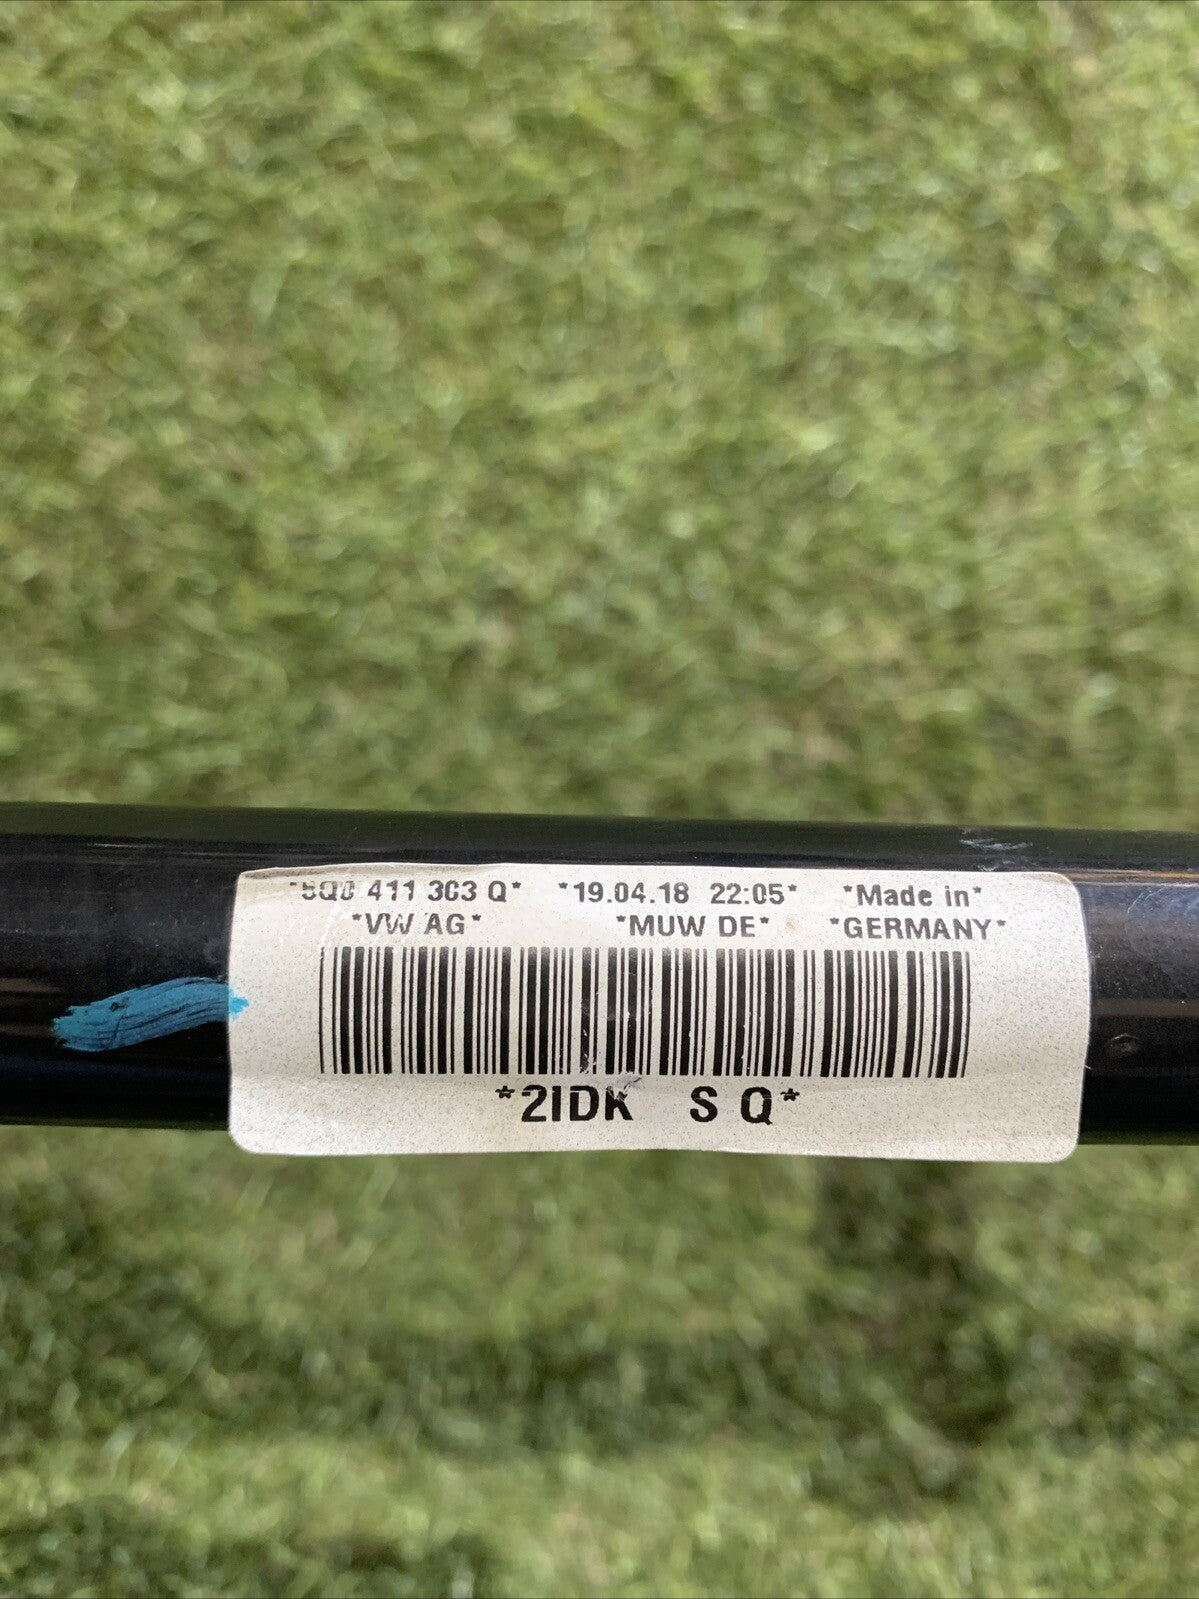 *5Q0 411 303 Q* *19.04.18 22:05* *Made in*
*VW AG* *MUW DE* *GERMANY*
*2IDK S Q*